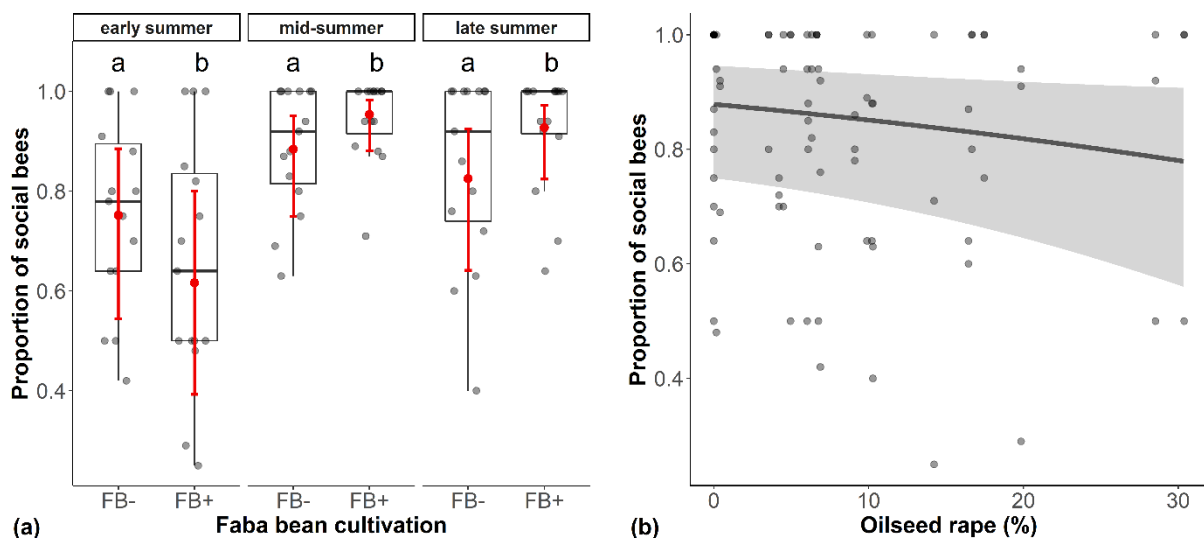 early summer
mid-summer
late summer
a
b
a
b
a
b
Proportion of social bees
1.0
0.8
0.6
0.4
FB-
FB+
FB-
FB+
FB-
FB+
(a)
Faba bean cultivation
Proportion of social bees
1.0
0.8
0.6
0.4
0
10
20
30
(b)
Oilseed rape (%)